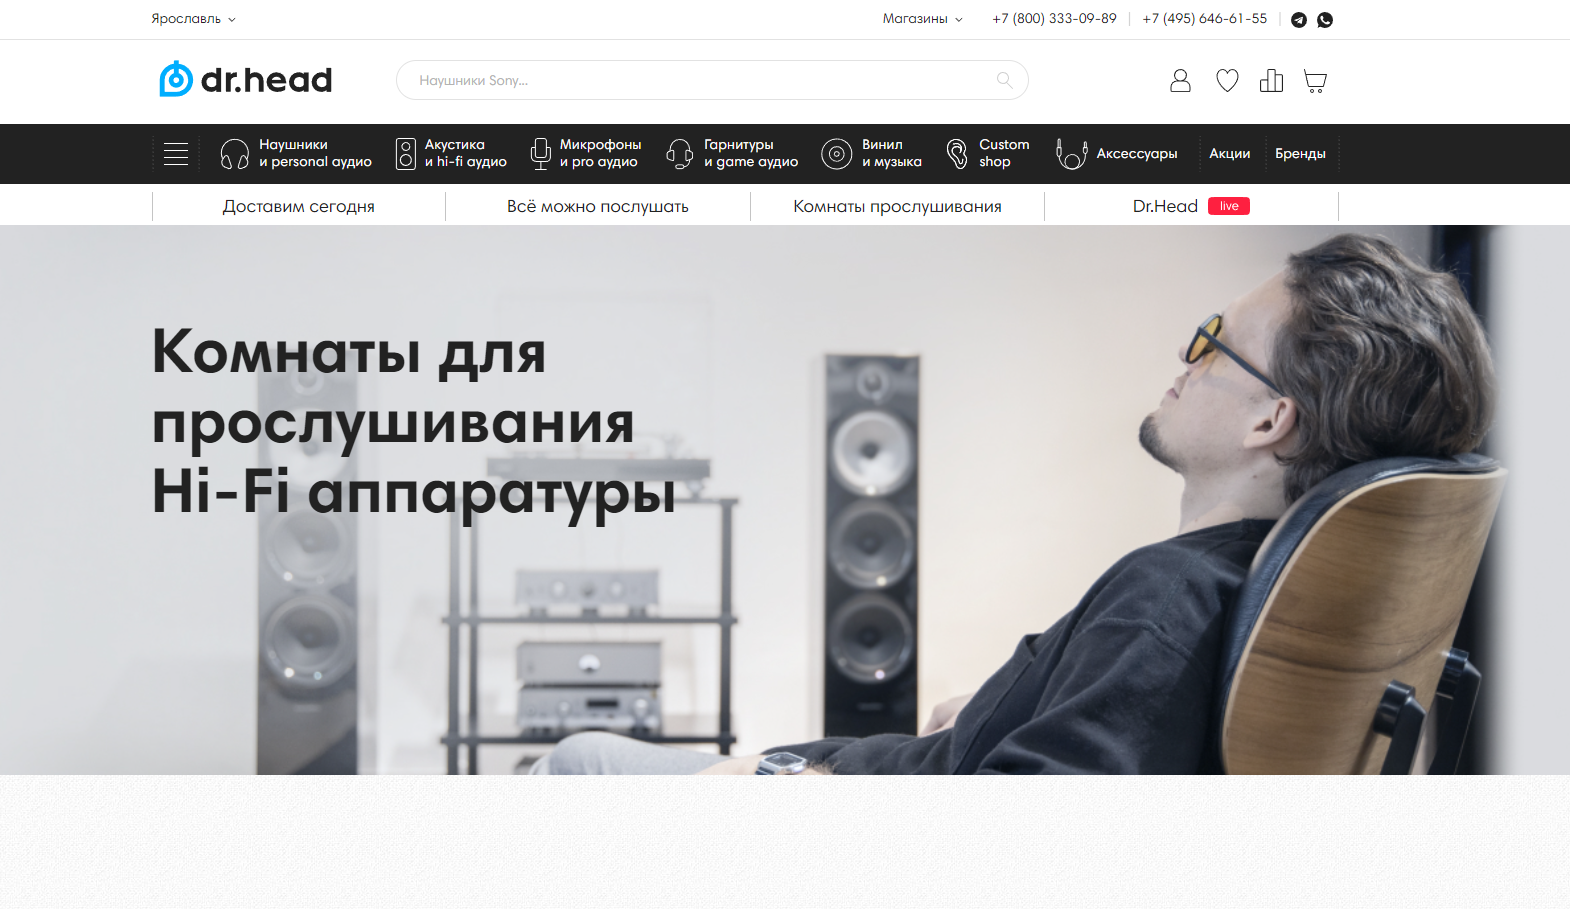 Ярославль
Магазины
+7 (800) 333-09-89
+7 (495) 646-61-55
dr.head
Наушники Sony...
Наушники
и personal аудио
Акустика
и hi-fi аудио
Микрофоны
и pro аудио
Гарнитуры
и game аудио
Винил
и музыка
Custom
shop
Аксессуары
Акции
Бренды
Доставим сегодня
Всё можно послушать
Комнаты прослушивания
Dr.Head live
Комнаты для
прослушивания
Hi-Fi аппаратуры